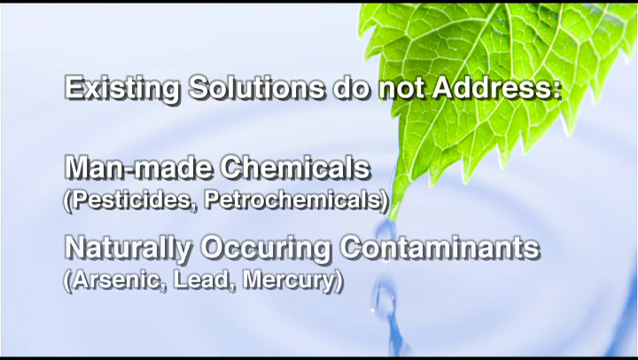 Existing Solutions do not Address:
Man-made Chemicals
(Pesticides, Petrochemicals)
Naturally Occuring Contaminants
(Arsenic, Lead, Mercury)